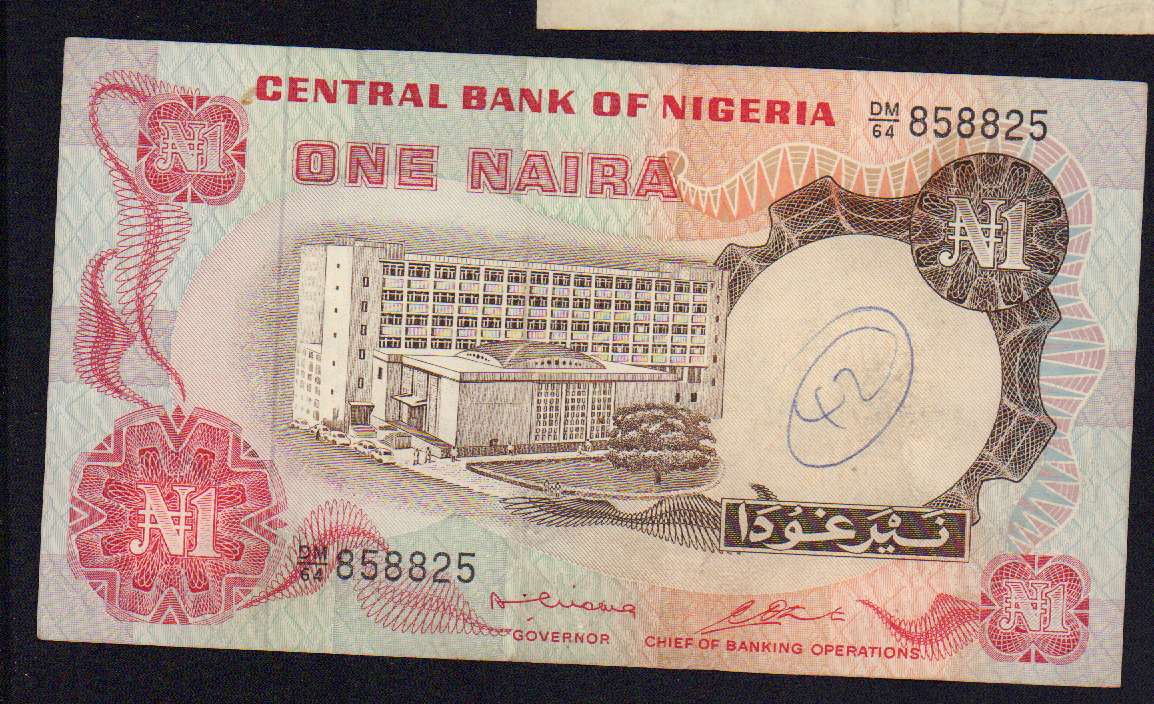 CENTRAL BANK OF NIGERIA
DM/64 858825
ONE NAIRA
₦1
₦1
₦1
نَيْرَ غُودَا
DM/64 858825
₦1
GOVERNOR
CHIEF OF BANKING OPERATIONS
42